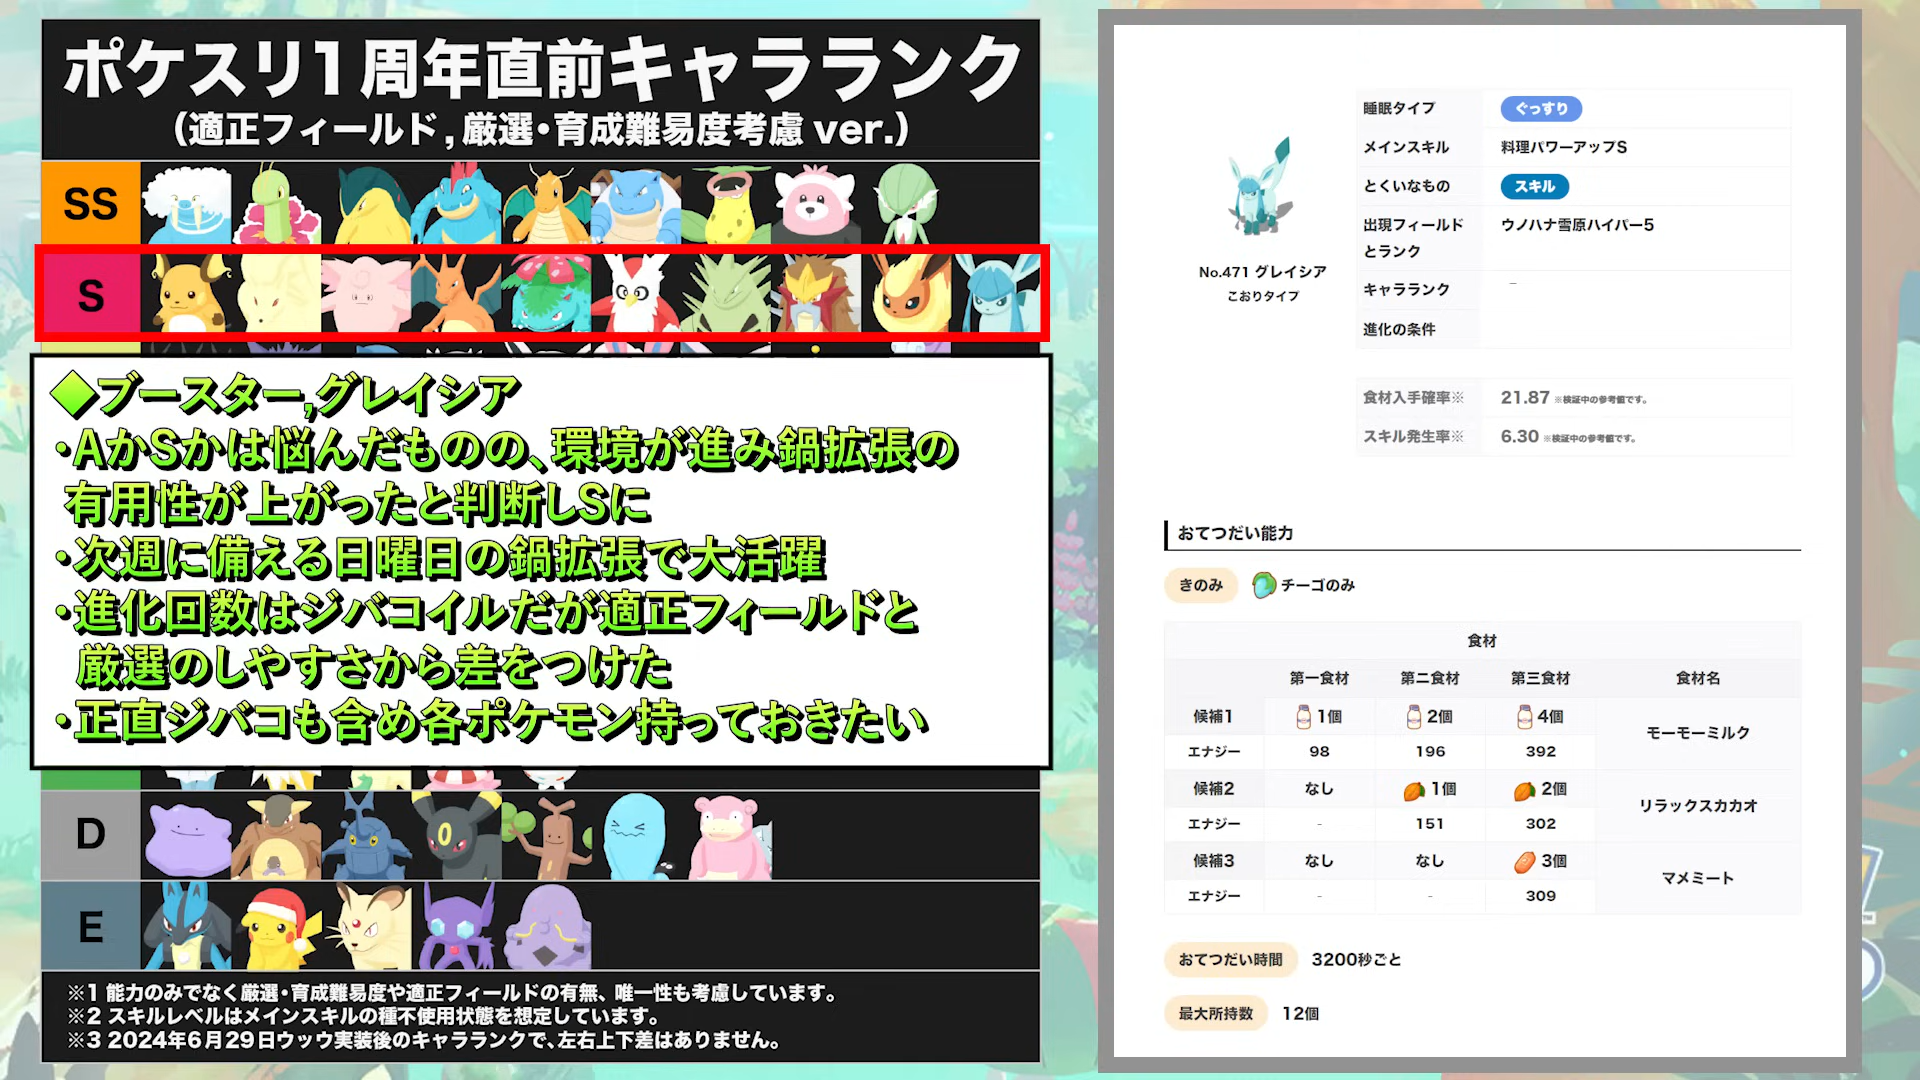 ポケスリ1周年直前キャラランク
(適正フィールド,厳選・育成難易度考慮 ver.)
SS
S
◆ブースター,グレイシア
・AかSかは悩んだものの、環境が進み鍋拡張の
有用性が上がったと判断しSに
・次週に備える日曜日の鍋拡張で大活躍
・進化回数はジバコイルだが適正フィールドと
厳選のしやすさから差をつけた
・正直ジバコも含め各ポケモン持っておきたい
D
E
※1 能力のみでなく厳選・育成難易度や適正フィールドの有無、唯一性も考慮しています。
※2 スキルレベルはメインスキルの種不使用状態を想定しています。
※3 2024年6月29日ウッウ実装後のキャラランクで、左右上下差はありません。
No.471 グレイシア
こおりタイプ
睡眠タイプ ぐっすり
メインスキル 料理パワーアップS
とくいなもの スキル
出現フィールド ウノハナ雪原ハイパー5
とランク
キャラランク －
進化の条件
食材入手確率※ 21.87 ※検証中の参考値です。
スキル発生率※ 6.30 ※検証中の参考値です。
おてつだい能力
きのみ チーゴのみ
食材
第一食材 第二食材 第三食材 食材名
候補1 1個 2個 4個 モーモーミルク
エナジー 98 196 392
候補2 なし 1個 2個 リラックスカカオ
エナジー - 151 302
候補3 なし なし 3個 マメミート
エナジー - - 309
おてつだい時間 3200秒ごと
最大所持数 12個